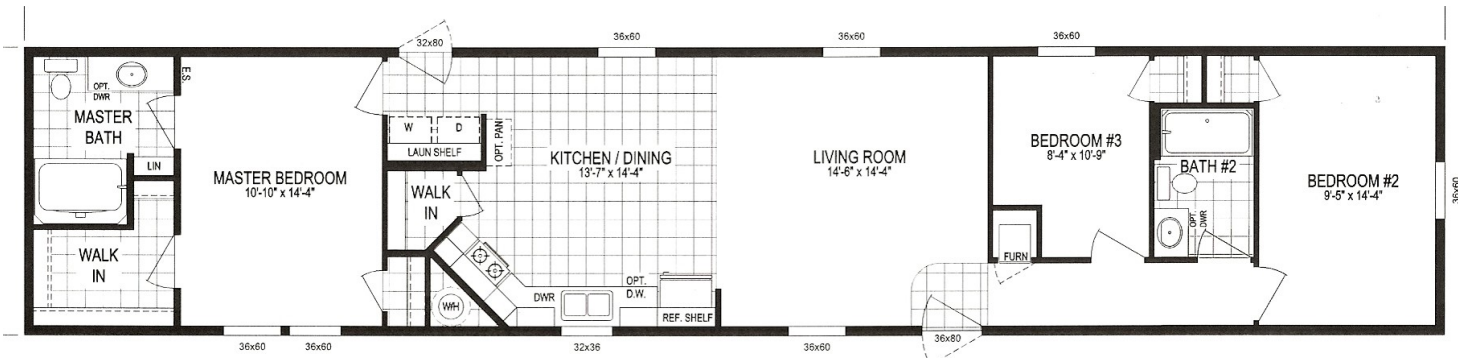 32x80
36x60
36x60
36x60
E.S.
OPT.
DWR
MASTER
BATH
LIN
WALK
IN
MASTER BEDROOM
10'-10" x 14'-4"
W
D
LAUN SHELF
OPT. PAN
WALK
IN
KITCHEN / DINING
13'-7" x 14'-4"
W/H
DWR
OPT.
D.W.
REF. SHELF
LIVING ROOM
14'-6" x 14'-4"
BEDROOM #3
8'-4" x 10'-9"
FURN
BATH #2
OPT.
DWR
BEDROOM #2
9'-5" x 14'-4"
36x60
36x60
36x60
32x36
36x60
36x80